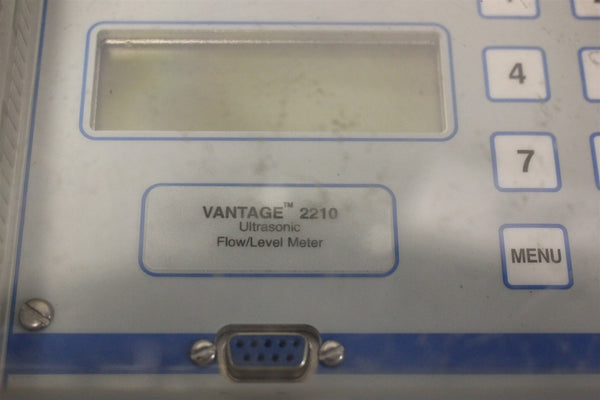 4
7
VANTAGE™ 2210
Ultrasonic
Flow/Level Meter
MENU